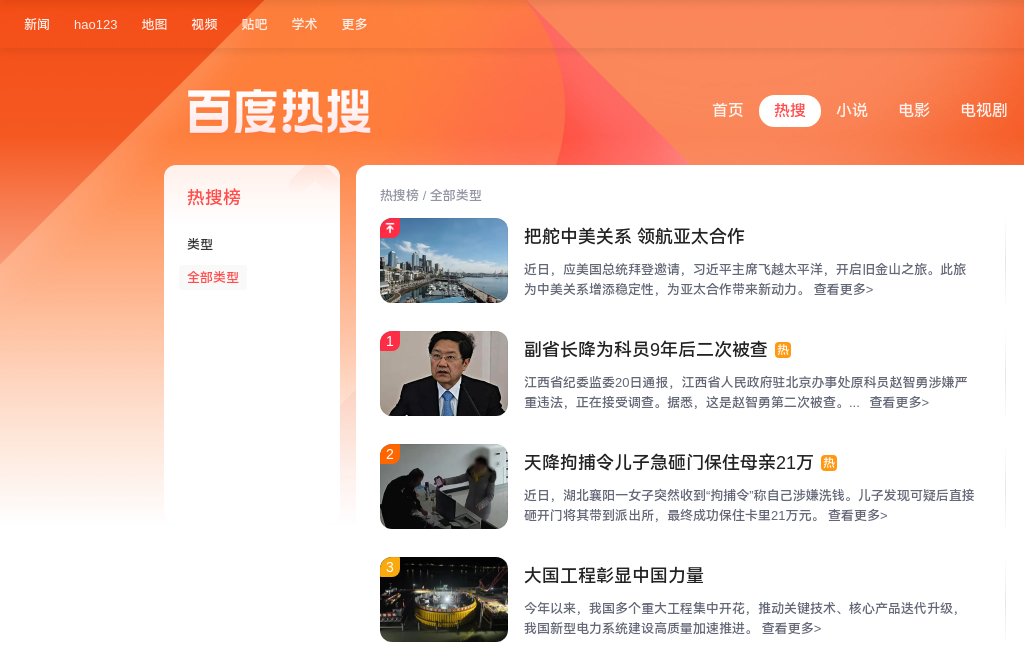 新闻 hao123 地图 视频 贴吧 学术 更多
百度热搜
首页 热搜 小说 电影 电视剧
热搜榜
类型
全部类型
热搜榜 / 全部类型
把舵中美关系 领航亚太合作
近日，应美国总统拜登邀请，习近平主席飞越太平洋，开启旧金山之旅。此旅
为中美关系增添稳定性，为亚太合作带来新动力。 查看更多>
1
副省长降为科员9年后二次被查 热
江西省纪委监委20日通报，江西省人民政府驻北京办事处原科员赵智勇涉嫌严
重违法，正在接受调查。据悉，这是赵智勇第二次被查。... 查看更多>
2
天降拘捕令儿子急砸门保住母亲21万 热
近日，湖北襄阳一女子突然收到“拘捕令”称自己涉嫌洗钱。儿子发现可疑后直接
砸开门将其带到派出所，最终成功保住卡里21万元。 查看更多>
3
大国工程彰显中国力量
今年以来，我国多个重大工程集中开花，推动关键技术、核心产品迭代升级，
我国新型电力系统建设高质量加速推进。 查看更多>